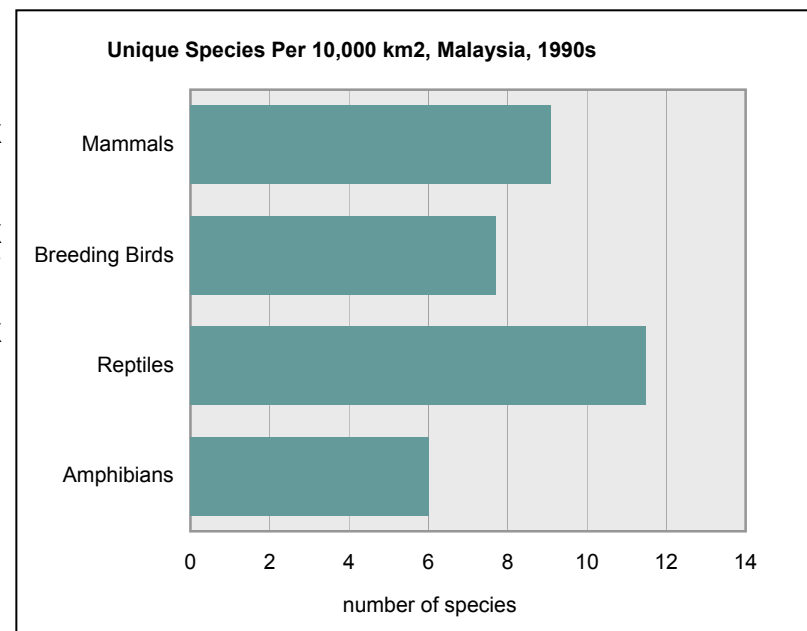 Unique Species Per 10,000 km2, Malaysia, 1990s
Mammals
Breeding Birds
Reptiles
Amphibians
0 2 4 6 8 10 12 14
number of species